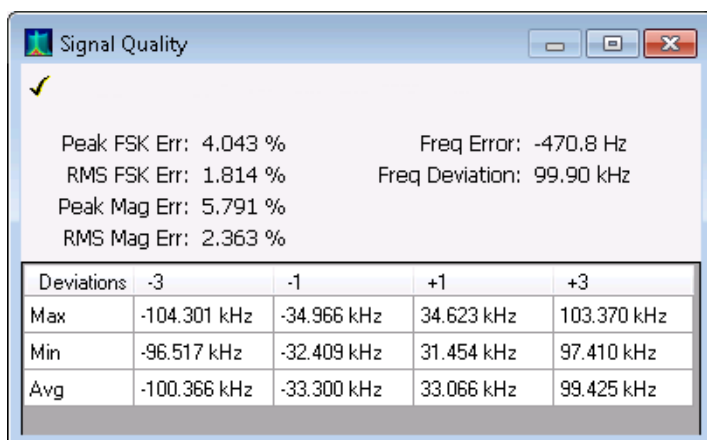 Signal Quality
Peak FSK Err: 4.043 % Freq Error: -470.8 Hz
RMS FSK Err: 1.814 % Freq Deviation: 99.90 kHz
Peak Mag Err: 5.791 %
RMS Mag Err: 2.363 %
Deviations -3 -1 +1 +3
Max -104.301 kHz -34.966 kHz 34.623 kHz 103.370 kHz
Min -96.517 kHz -32.409 kHz 31.454 kHz 97.410 kHz
Avg -100.366 kHz -33.300 kHz 33.066 kHz 99.425 kHz